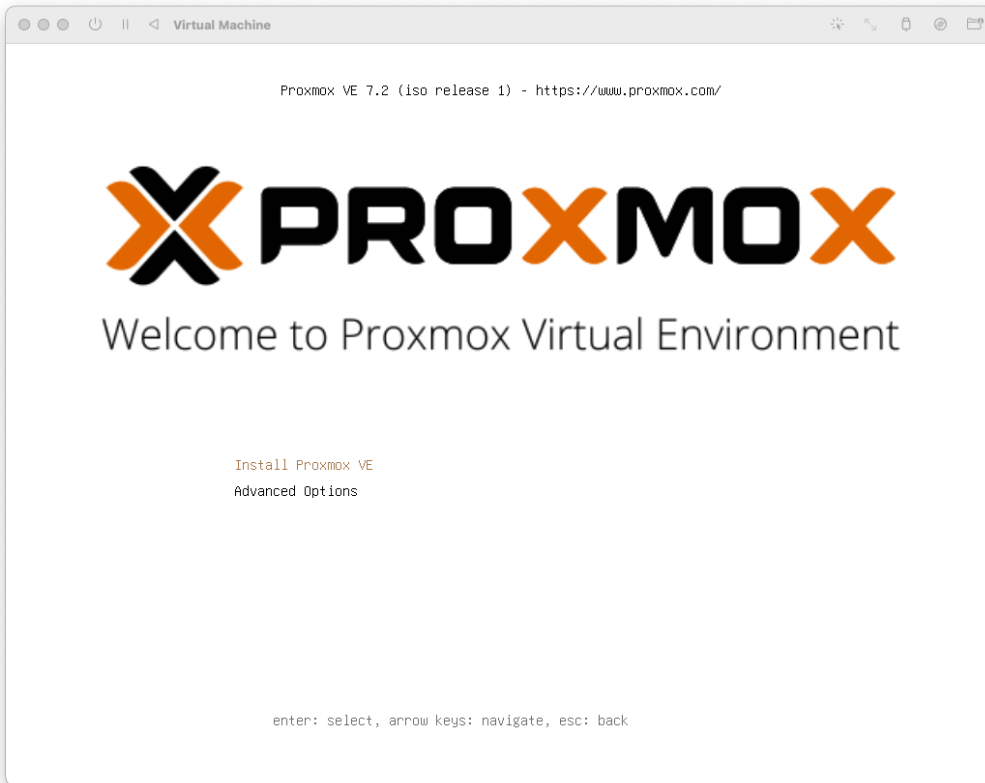 Virtual Machine
Proxmox VE 7.2 (iso release 1) - https://www.proxmox.com/
PROXMOX
Welcome to Proxmox Virtual Environment
Install Proxmox VE
Advanced Options
enter: select, arrow keys: navigate, esc: back